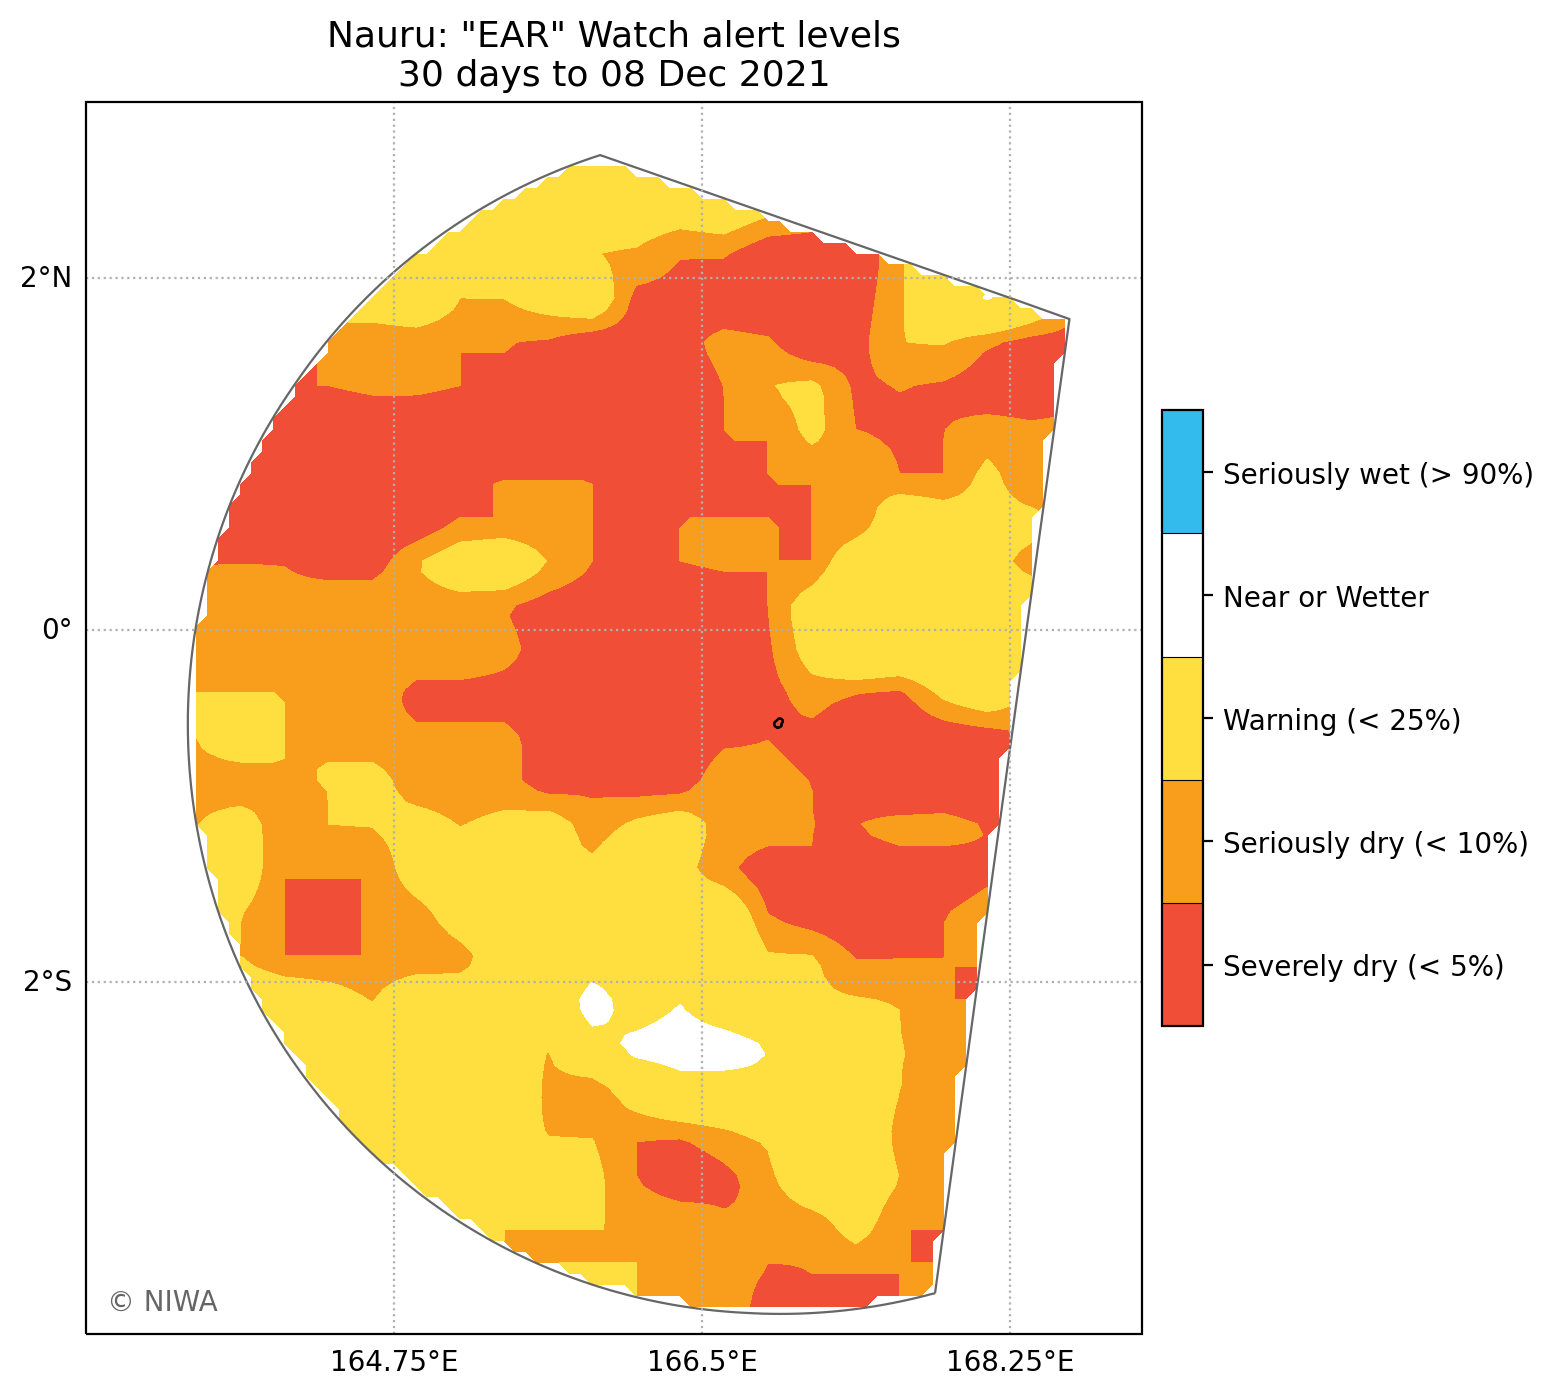 Nauru: "EAR" Watch alert levels
30 days to 08 Dec 2021
2°N
0°
2°S
164.75°E
166.5°E
168.25°E
Seriously wet (> 90%)
Near or Wetter
Warning (< 25%)
Seriously dry (< 10%)
Severely dry (< 5%)
© NIWA